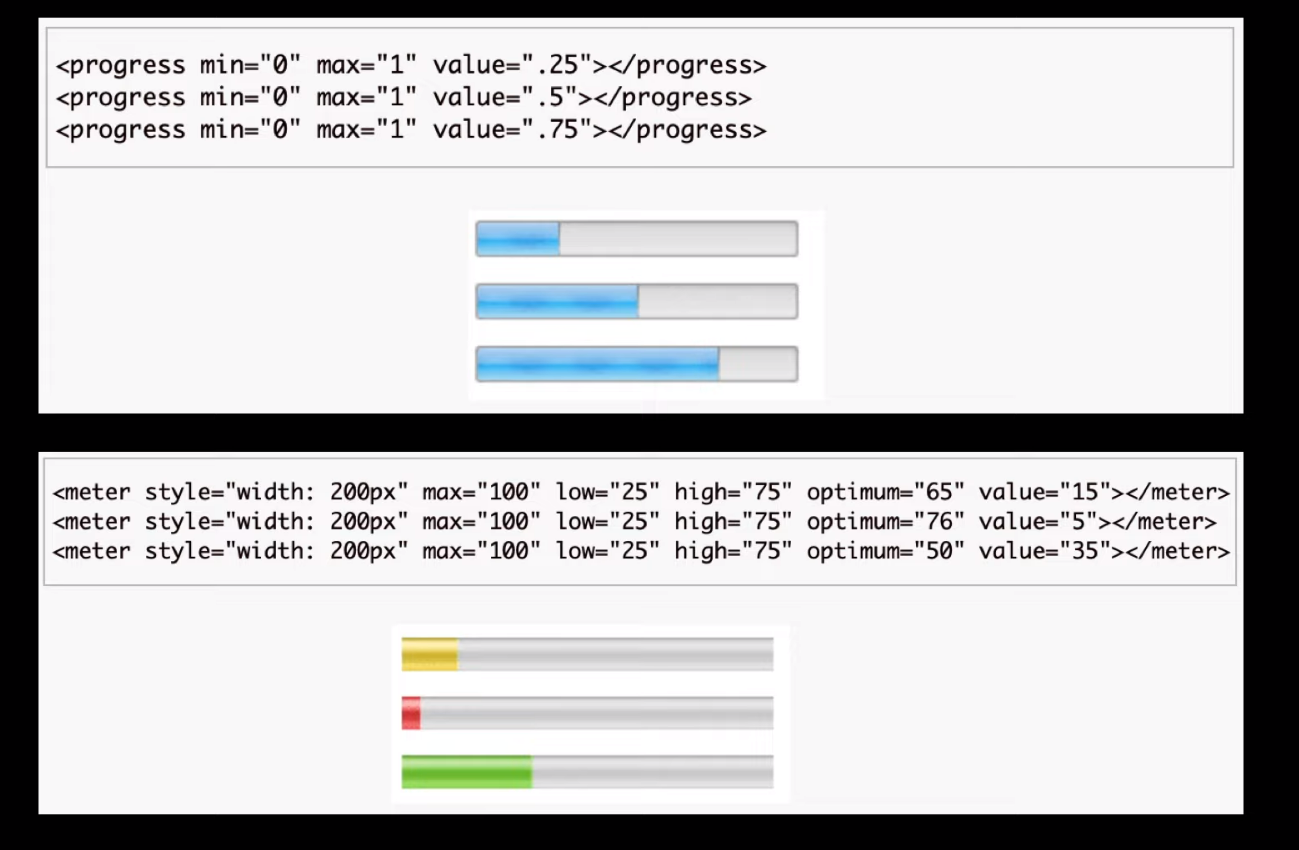 <progress min="0" max="1" value=".25"></progress>
<progress min="0" max="1" value=".5"></progress>
<progress min="0" max="1" value=".75"></progress>
<meter style="width: 200px" max="100" low="25" high="75" optimum="65" value="15"></meter>
<meter style="width: 200px" max="100" low="25" high="75" optimum="76" value="5"></meter>
<meter style="width: 200px" max="100" low="25" high="75" optimum="50" value="35"></meter>